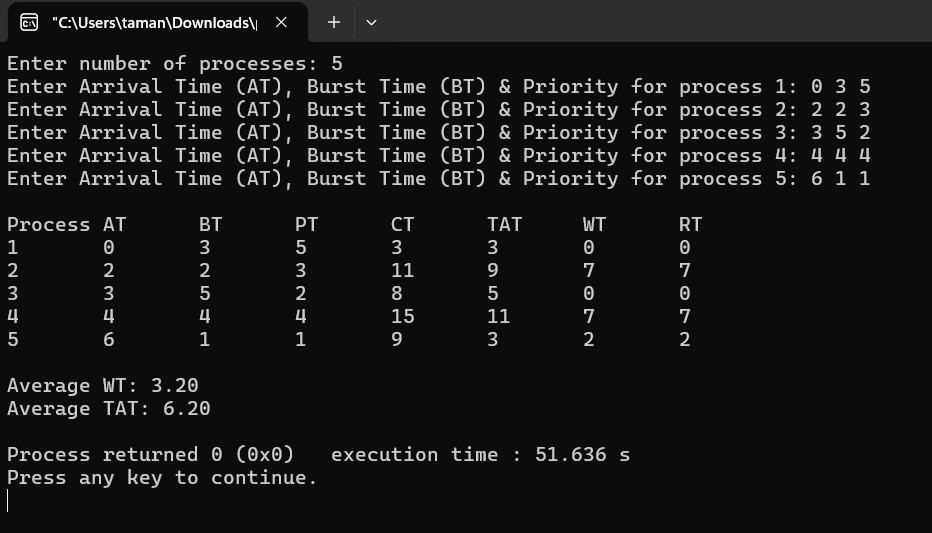 "C:\Users\taman\Downloads\
Enter number of processes: 5
Enter Arrival Time (AT), Burst Time (BT) & Priority for process 1: 0 3 5
Enter Arrival Time (AT), Burst Time (BT) & Priority for process 2: 2 2 3
Enter Arrival Time (AT), Burst Time (BT) & Priority for process 3: 3 5 2
Enter Arrival Time (AT), Burst Time (BT) & Priority for process 4: 4 4 4
Enter Arrival Time (AT), Burst Time (BT) & Priority for process 5: 6 1 1
Process AT BT PT CT TAT WT RT
1 0 3 5 3 3 0 0
2 2 2 3 11 9 7 7
3 3 5 2 8 5 0 0
4 4 4 4 15 11 7 7
5 6 1 1 9 3 2 2
Average WT: 3.20
Average TAT: 6.20
Process returned 0 (0x0) execution time : 51.636 s
Press any key to continue.